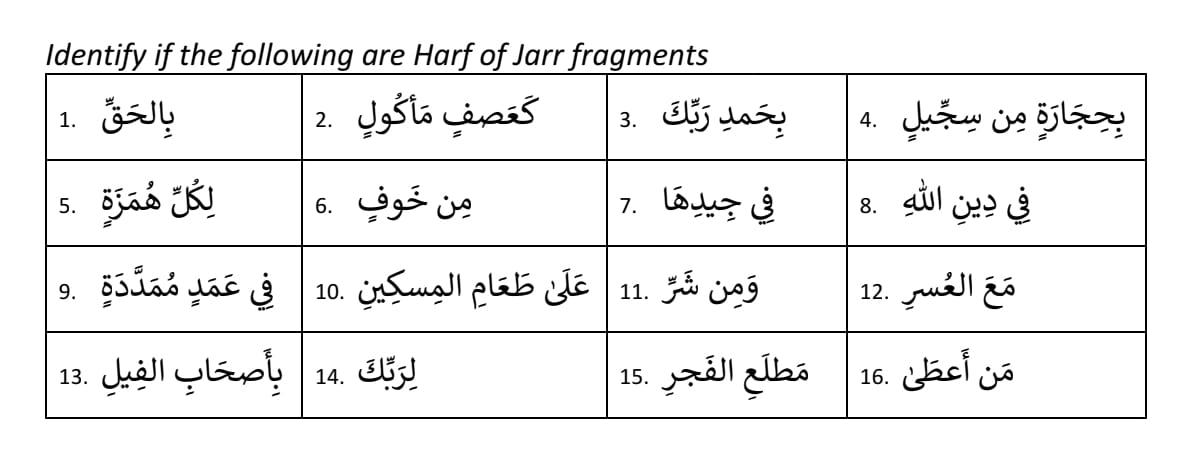 Identify if the following are Harf of Jarr fragments
1. بِالحَقِّ
2. كَعَصفٍ مَأكُولٍ
3. بِحَمدِ رَبِّكَ
4. بِحِجَارَةٍ مِن سِجِّيلٍ
5. لِكُلِّ هُمَزَةٍ
6. مِن خَوفٍ
7. فِي جِيدِهَا
8. فِي دِينِ اللّٰهِ
9. فِي عَمَدٍ مُمَدَّدَةٍ
10. عَلَىٰ طَعَامِ المِسكِينِ
11. وَمِن شَرِّ
12. مَعَ العُسرِ
13. بِأَصحَابِ الفِيلِ
14. لِرَبِّكَ
15. مَطلَعِ الفَجرِ
16. مَن أَعطَىٰ